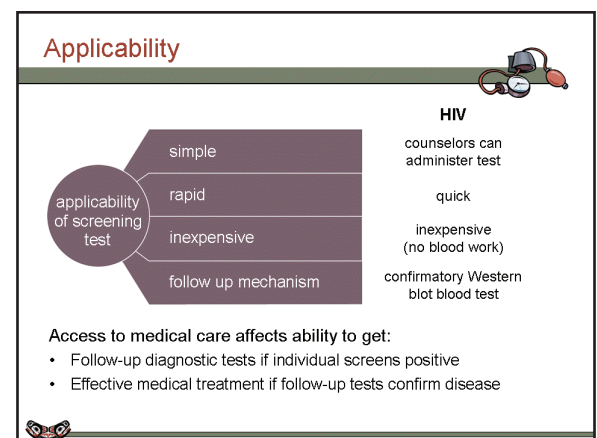 Applicability
HIV
applicability
of screening
test
simple
counselors can
administer test
rapid
quick
inexpensive
inexpensive
(no blood work)
follow up mechanism
confirmatory Western
blot blood test
Access to medical care affects ability to get:
• Follow-up diagnostic tests if individual screens positive
• Effective medical treatment if follow-up tests confirm disease